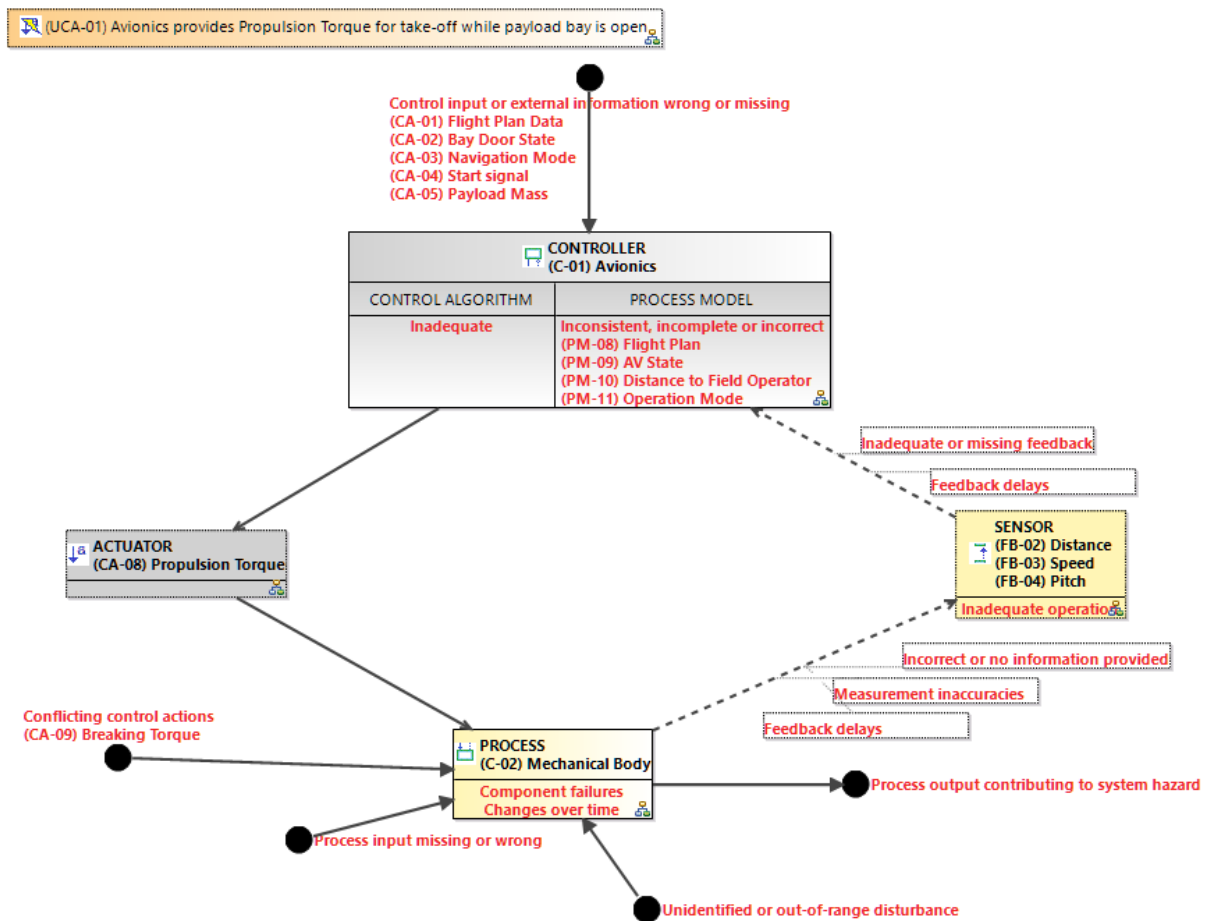 (UCA-01) Avionics provides Propulsion Torque for take-off while payload bay is open
Control input or external information wrong or missing
(CA-01) Flight Plan Data
(CA-02) Bay Door State
(CA-03) Navigation Mode
(CA-04) Start signal
(CA-05) Payload Mass
CONTROLLER
(C-01) Avionics
CONTROL ALGORITHM
PROCESS MODEL
Inadequate
Inconsistent, incomplete or incorrect
(PM-08) Flight Plan
(PM-09) AV State
(PM-10) Distance to Field Operator
(PM-11) Operation Mode
Inadequate or missing feedback
Feedback delays
ACTUATOR
(CA-08) Propulsion Torque
SENSOR
(FB-02) Distance
(FB-03) Speed
(FB-04) Pitch
Inadequate operation
Incorrect or no information provided
Measurement inaccuracies
Feedback delays
Conflicting control actions
(CA-09) Breaking Torque
PROCESS
(C-02) Mechanical Body
Component failures
Changes over time
Process output contributing to system hazard
Process input missing or wrong
Unidentified or out-of-range disturbance